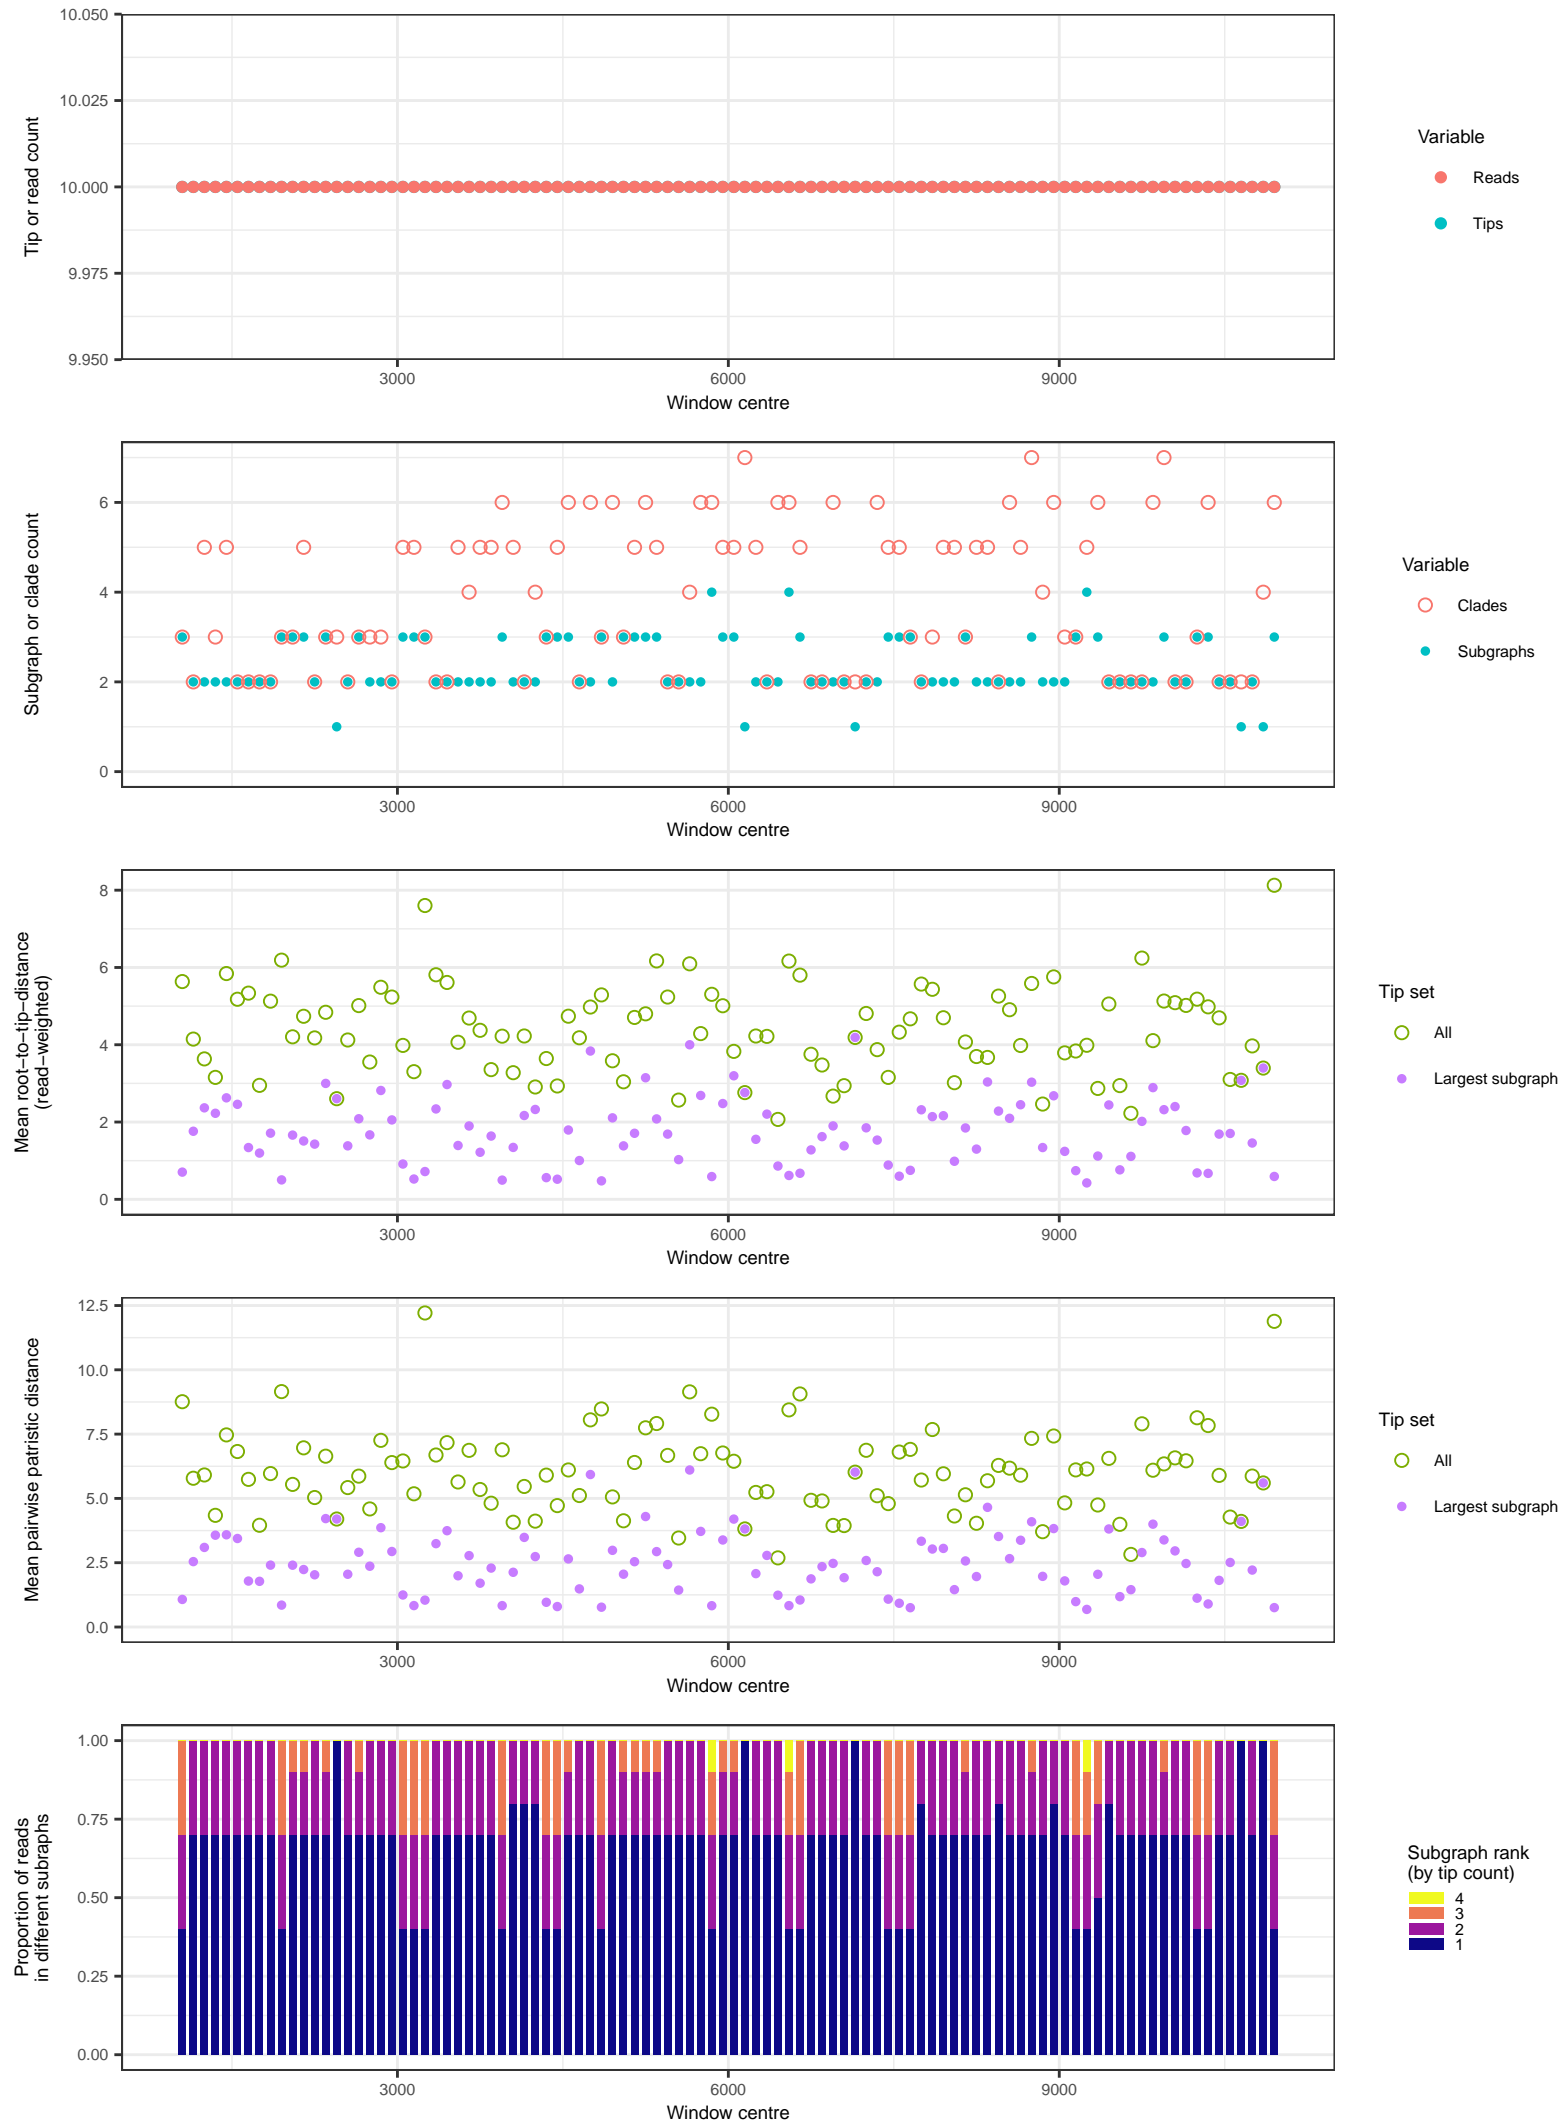 10.050
10.025
10.000
9.975
9.950
Tip or read count
3000
6000
9000
Window centre
Variable
Reads
Tips
6
4
2
0
Subgraph or clade count
3000
6000
9000
Window centre
Variable
Clades
Subgraphs
8
6
4
2
0
Mean root−to−tip−distance
(read−weighted)
3000
6000
9000
Window centre
Tip set
All
Largest subgraph
12.5
10.0
7.5
5.0
2.5
0.0
Mean pairwise patristic distance
3000
6000
9000
Window centre
Tip set
All
Largest subgraph
1.00
0.75
0.50
0.25
0.00
Proportion of reads
in different subraphs
3000
6000
9000
Window centre
Subgraph rank
(by tip count)
4
3
2
1